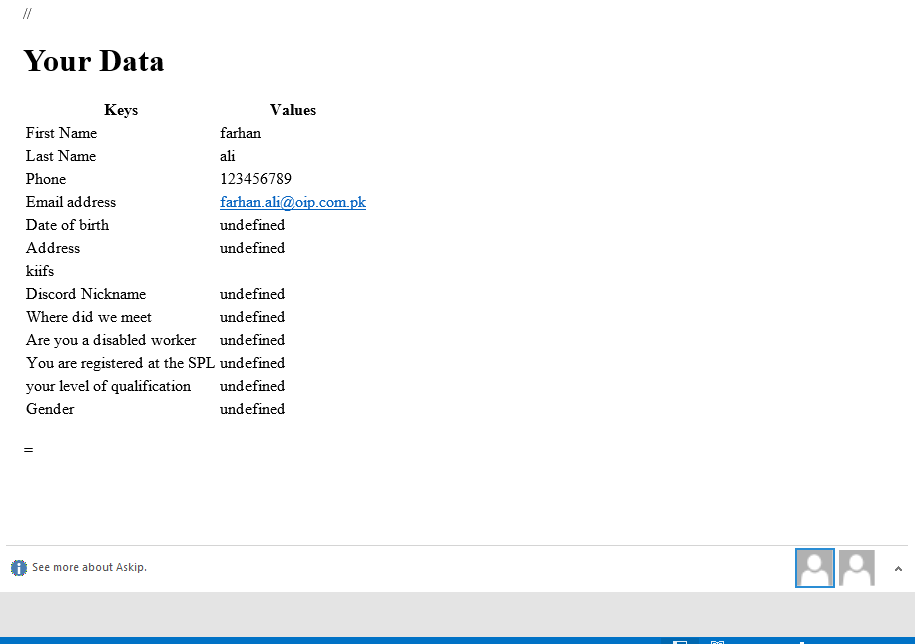 //
Your Data
Keys Values
First Name farhan
Last Name ali
Phone 123456789
Email address farhan.ali@oip.com.pk
Date of birth undefined
Address undefined
kiifs
Discord Nickname undefined
Where did we meet undefined
Are you a disabled worker undefined
You are registered at the SPL undefined
your level of qualification undefined
Gender undefined
=
See more about Askip.